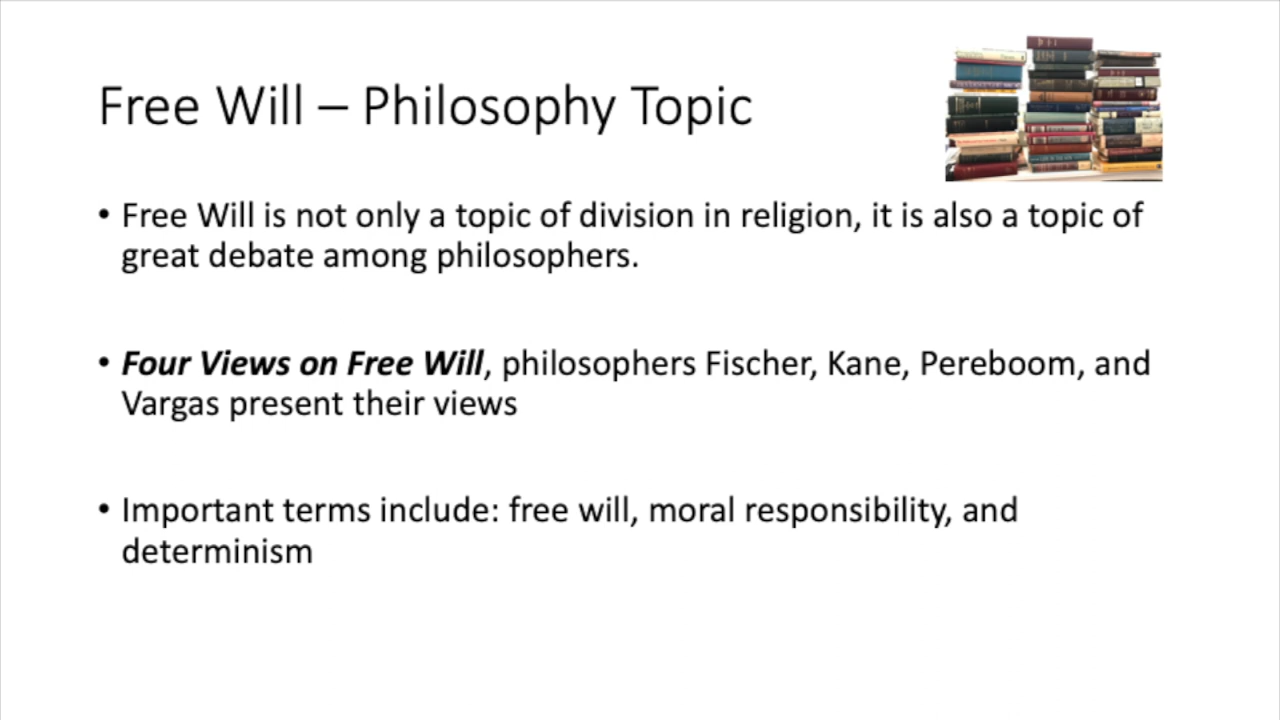 Free Will – Philosophy Topic
• Free Will is not only a topic of division in religion, it is also a topic of
great debate among philosophers.
• Four Views on Free Will, philosophers Fischer, Kane, Pereboom, and
Vargas present their views
• Important terms include: free will, moral responsibility, and
determinism